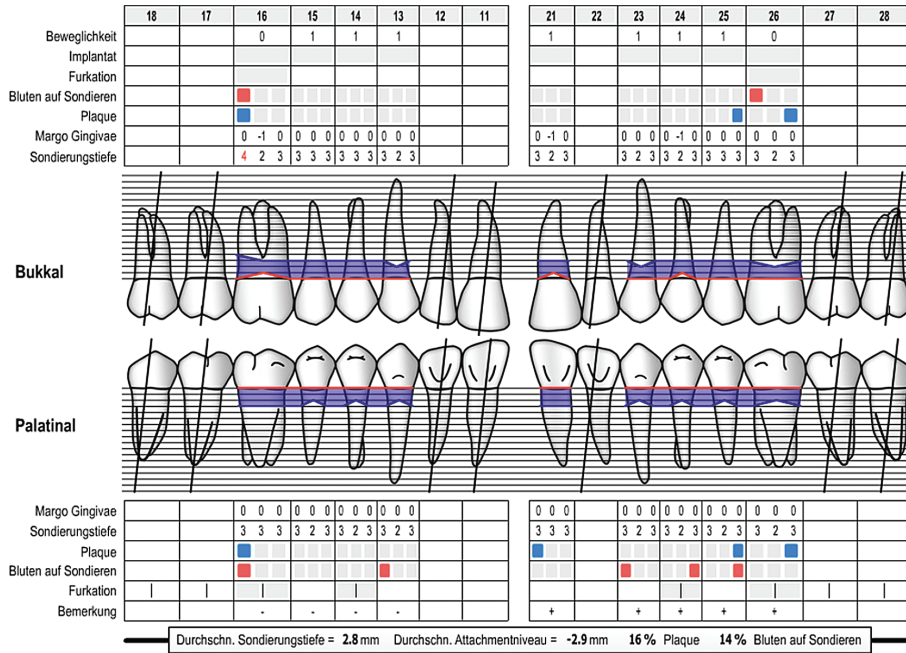 18 17 16 15 14 13 12 11 21 22 23 24 25 26 27 28
Beweglichkeit 0 1 1 1 1 1 1 1 0
Implantat
Furkation
Bluten auf Sondieren
Plaque
Margo Gingivae 0 -1 0 0 0 0 0 0 0 0 0 0 0 -1 0 0 0 0 0 -1 0 0 0 0 0 0 0
Sondierungstiefe 4 2 3 3 3 3 3 3 3 3 2 3 3 2 3 3 2 3 3 2 3 3 3 3 3 2 3
Bukkal
Palatinal
Margo Gingivae 0 0 0 0 0 0 0 0 0 0 0 0 0 0 0 0 0 0 0 0 0 0 0 0 0 0 0
Sondierungstiefe 3 3 3 3 2 3 3 2 3 3 2 3 3 3 3 3 2 3 3 2 3 3 2 3 3 2 3
Plaque
Bluten auf Sondieren
Furkation | | | | | | | |
Bemerkung - - - - + + + + +
Durchschn. Sondierungstiefe = 2.8 mm Durchschn. Attachmentniveau = -2.9 mm 16 % Plaque 14 % Bluten auf Sondieren